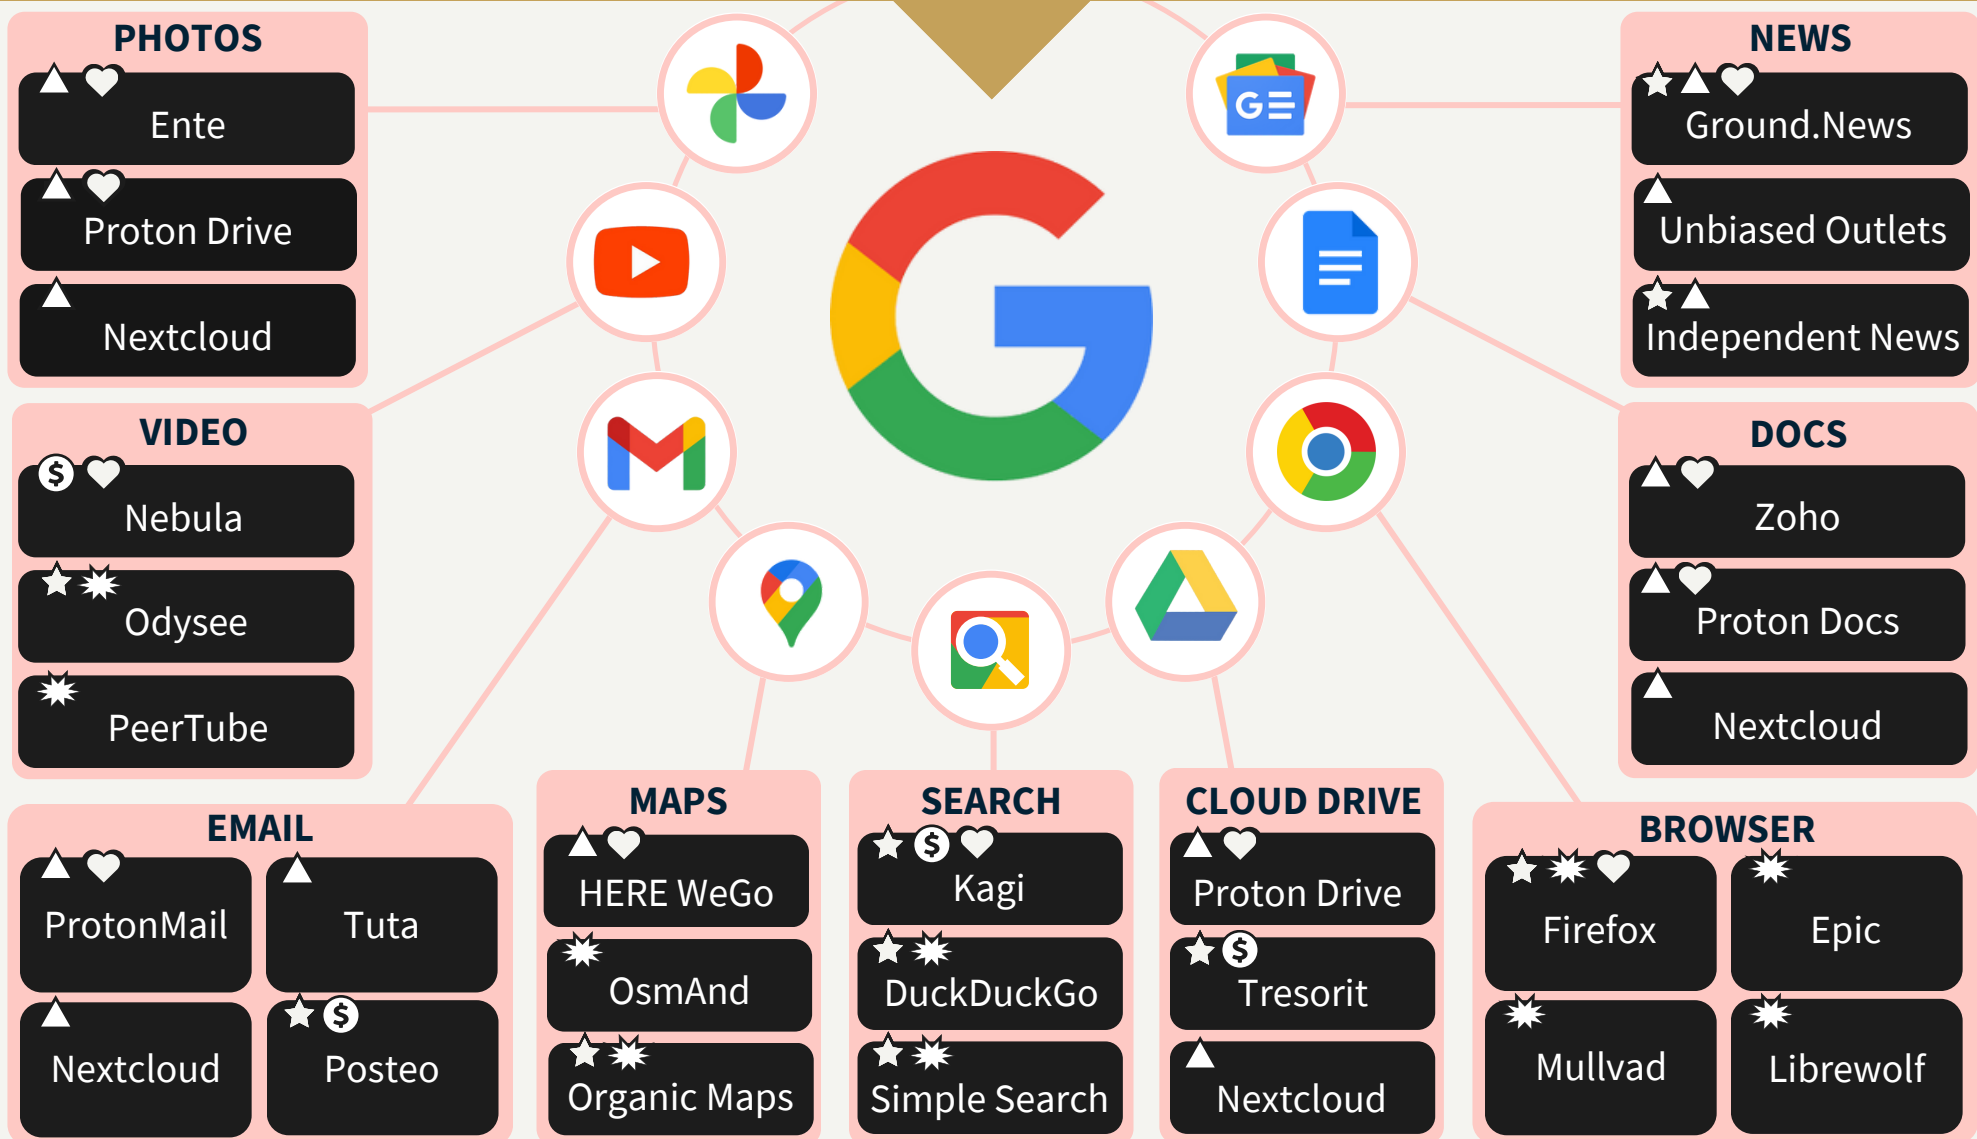 PHOTOS
Ente
Proton Drive
Nextcloud
NEWS
Ground.News
Unbiased Outlets
Independent News
GE
VIDEO
$
Nebula
Odysee
PeerTube
DOCS
Zoho
Proton Docs
Nextcloud
EMAIL
ProtonMail
Tuta
Nextcloud
$
Posteo
MAPS
HERE WeGo
OsmAnd
Organic Maps
SEARCH
$
Kagi
DuckDuckGo
Simple Search
CLOUD DRIVE
Proton Drive
$
Tresorit
Nextcloud
BROWSER
Firefox
Epic
Mullvad
Librewolf